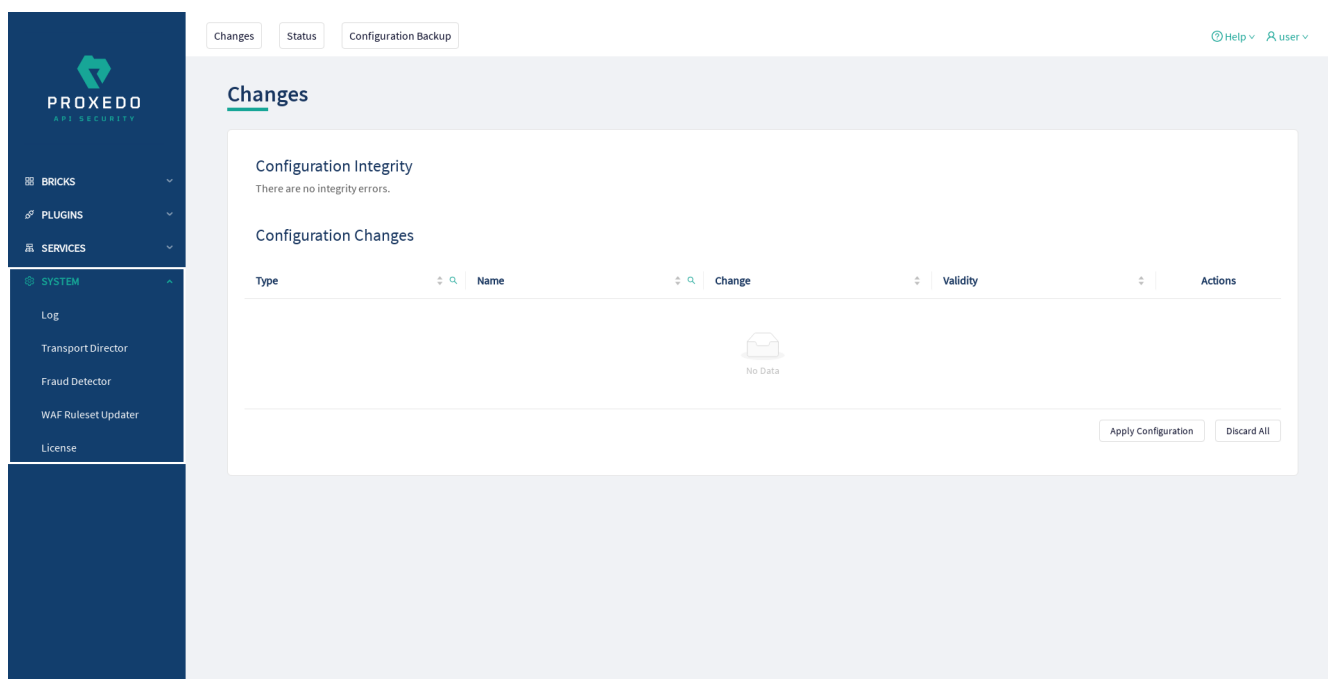 PROXEDO
API SECURITY
BRICKS
PLUGINS
SERVICES
SYSTEM
Log
Transport Director
Fraud Detector
WAF Ruleset Updater
License
Changes Status Configuration Backup Help user
Changes
Configuration Integrity
There are no integrity errors.
Configuration Changes
Type Name Change Validity Actions
No Data
Apply Configuration Discard All